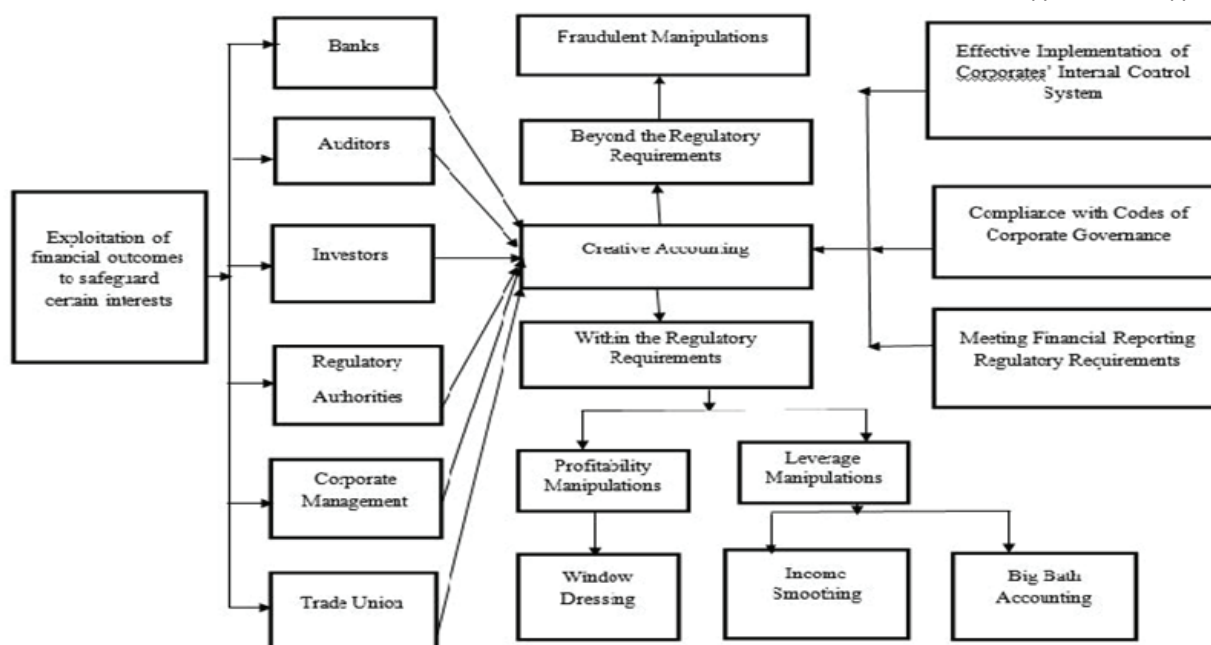 Exploitation of
financial outcomes
to safeguard
certain interests
Banks
Auditors
Investors
Regulatory
Authorities
Corporate
Management
Trade Union
Fraudulent Manipulations
Beyond the Regulatory
Requirements
Creative Accounting
Within the Regulatory
Requirements
Profitability
Manipulations
Leverage
Manipulations
Window
Dressing
Income
Smoothing
Big Bath
Accounting
Effective Implementation of
Corporates' Internal Control
System
Compliance with Codes of
Corporate Governance
Meeting Financial Reporting
Regulatory Requirements